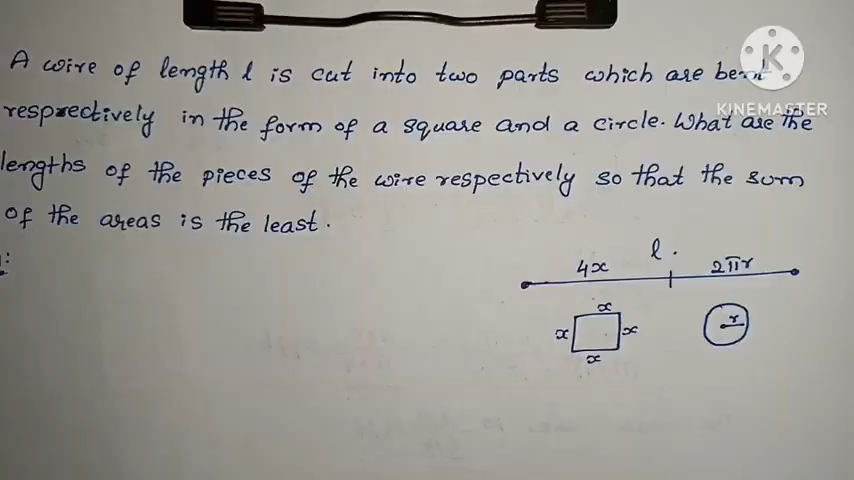 A wire of length l is cut into two parts which are bent
KINEMASTER
respectively in the form of a square and a circle. What are the
lengths of the pieces of the wire respectively so that the sum
of the areas is the least.
l.
4x 2πr
x
x x
x
r